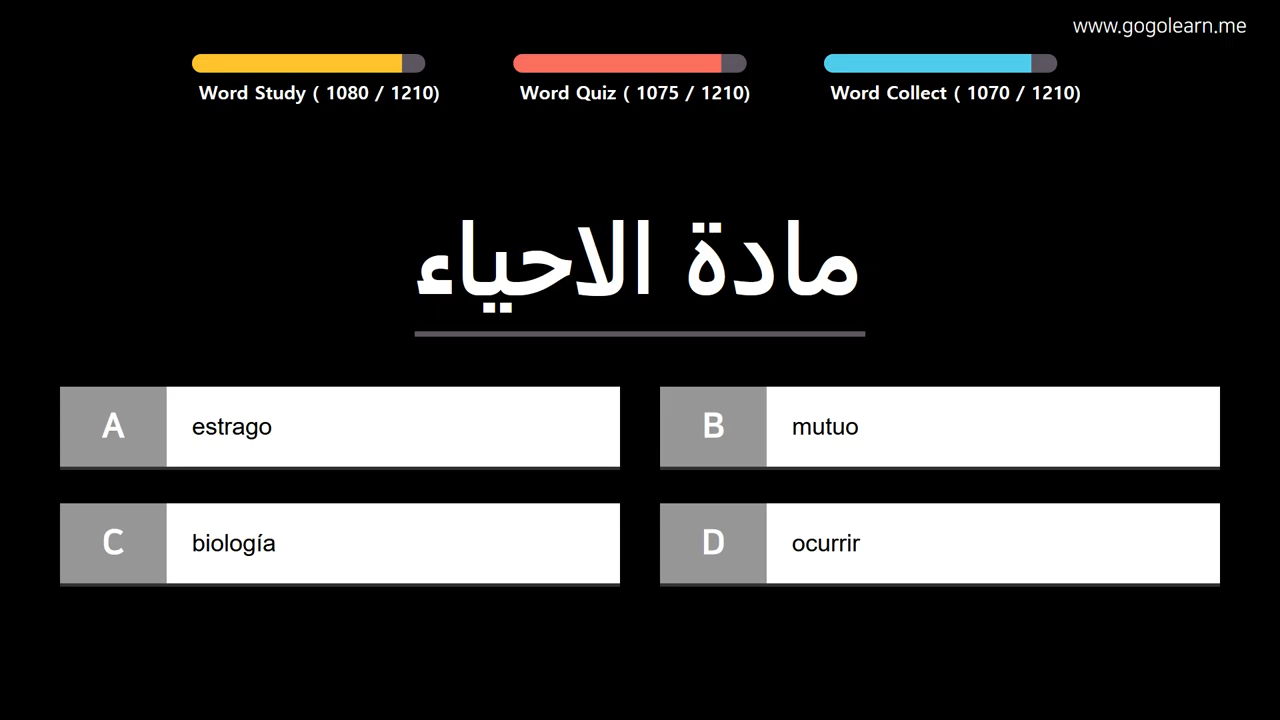 www.gogolearn.me
Word Study ( 1080 / 1210)
Word Quiz ( 1075 / 1210)
Word Collect ( 1070 / 1210)
مادة الاحياء
A estrago
B mutuo
C biología
D ocurrir